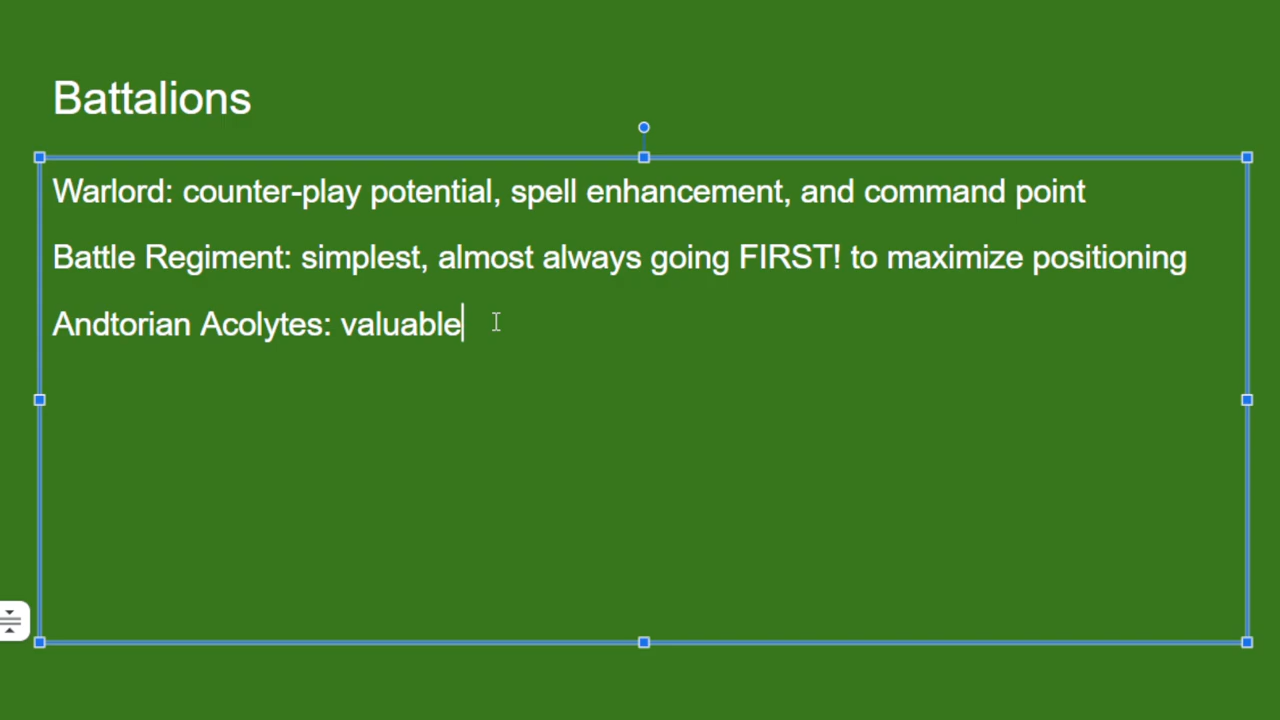 Battalions
Warlord: counter-play potential, spell enhancement, and command point
Battle Regiment: simplest, almost always going FIRST! to maximize positioning
Andtorian Acolytes: valuable